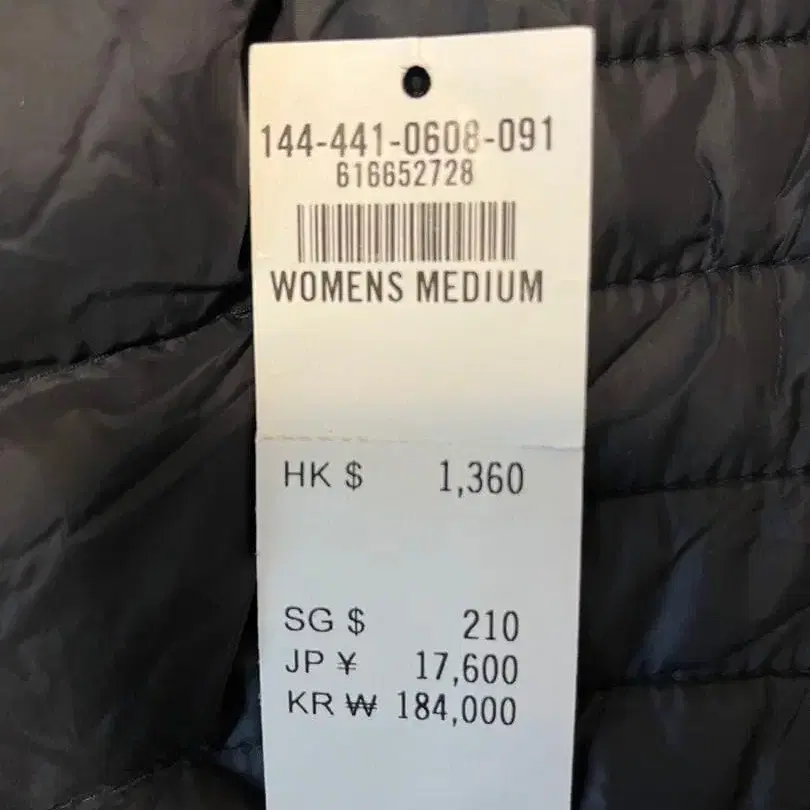 144-441-0608-091
616652728
WOMENS MEDIUM
HK $ 1,360
SG $ 210
JP ¥ 17,600
KR ₩ 184,000